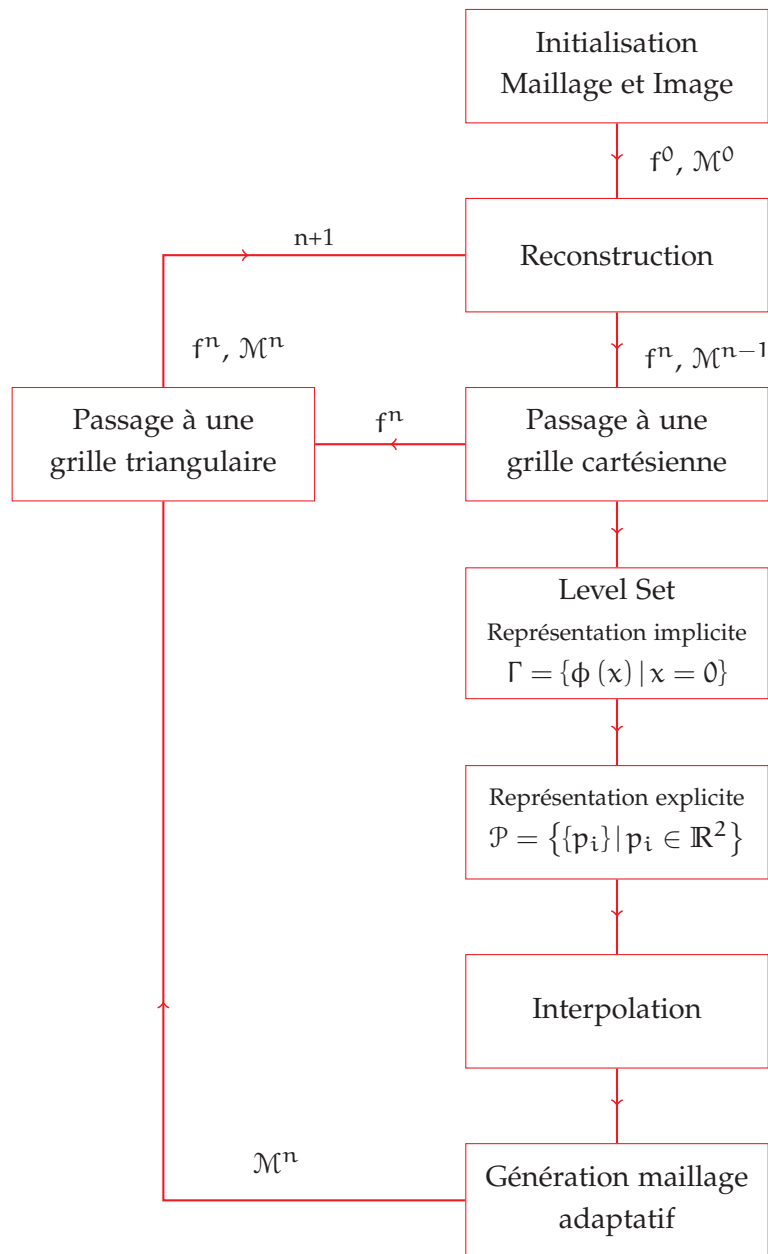 Initialisation
Maillage et Image
f⁰, ℳ⁰
n+1
Reconstruction
fⁿ, ℳⁿ
fⁿ, ℳⁿ⁻¹
Passage à une
grille triangulaire
fⁿ
Passage à une
grille cartésienne
Level Set
Représentation implicite
Γ = {ϕ (x) | x = 0}
Représentation explicite
𝒫 = {{pᵢ} | pᵢ ∈ ℝ²}
Interpolation
ℳⁿ
Génération maillage
adaptatif